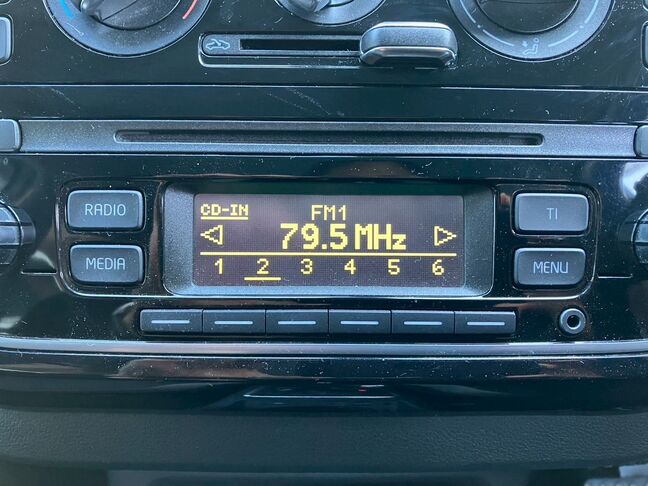 RADIO
MEDIA
CD-IN
FM1
79.5 MHz
1 2 3 4 5 6
TI
MENU